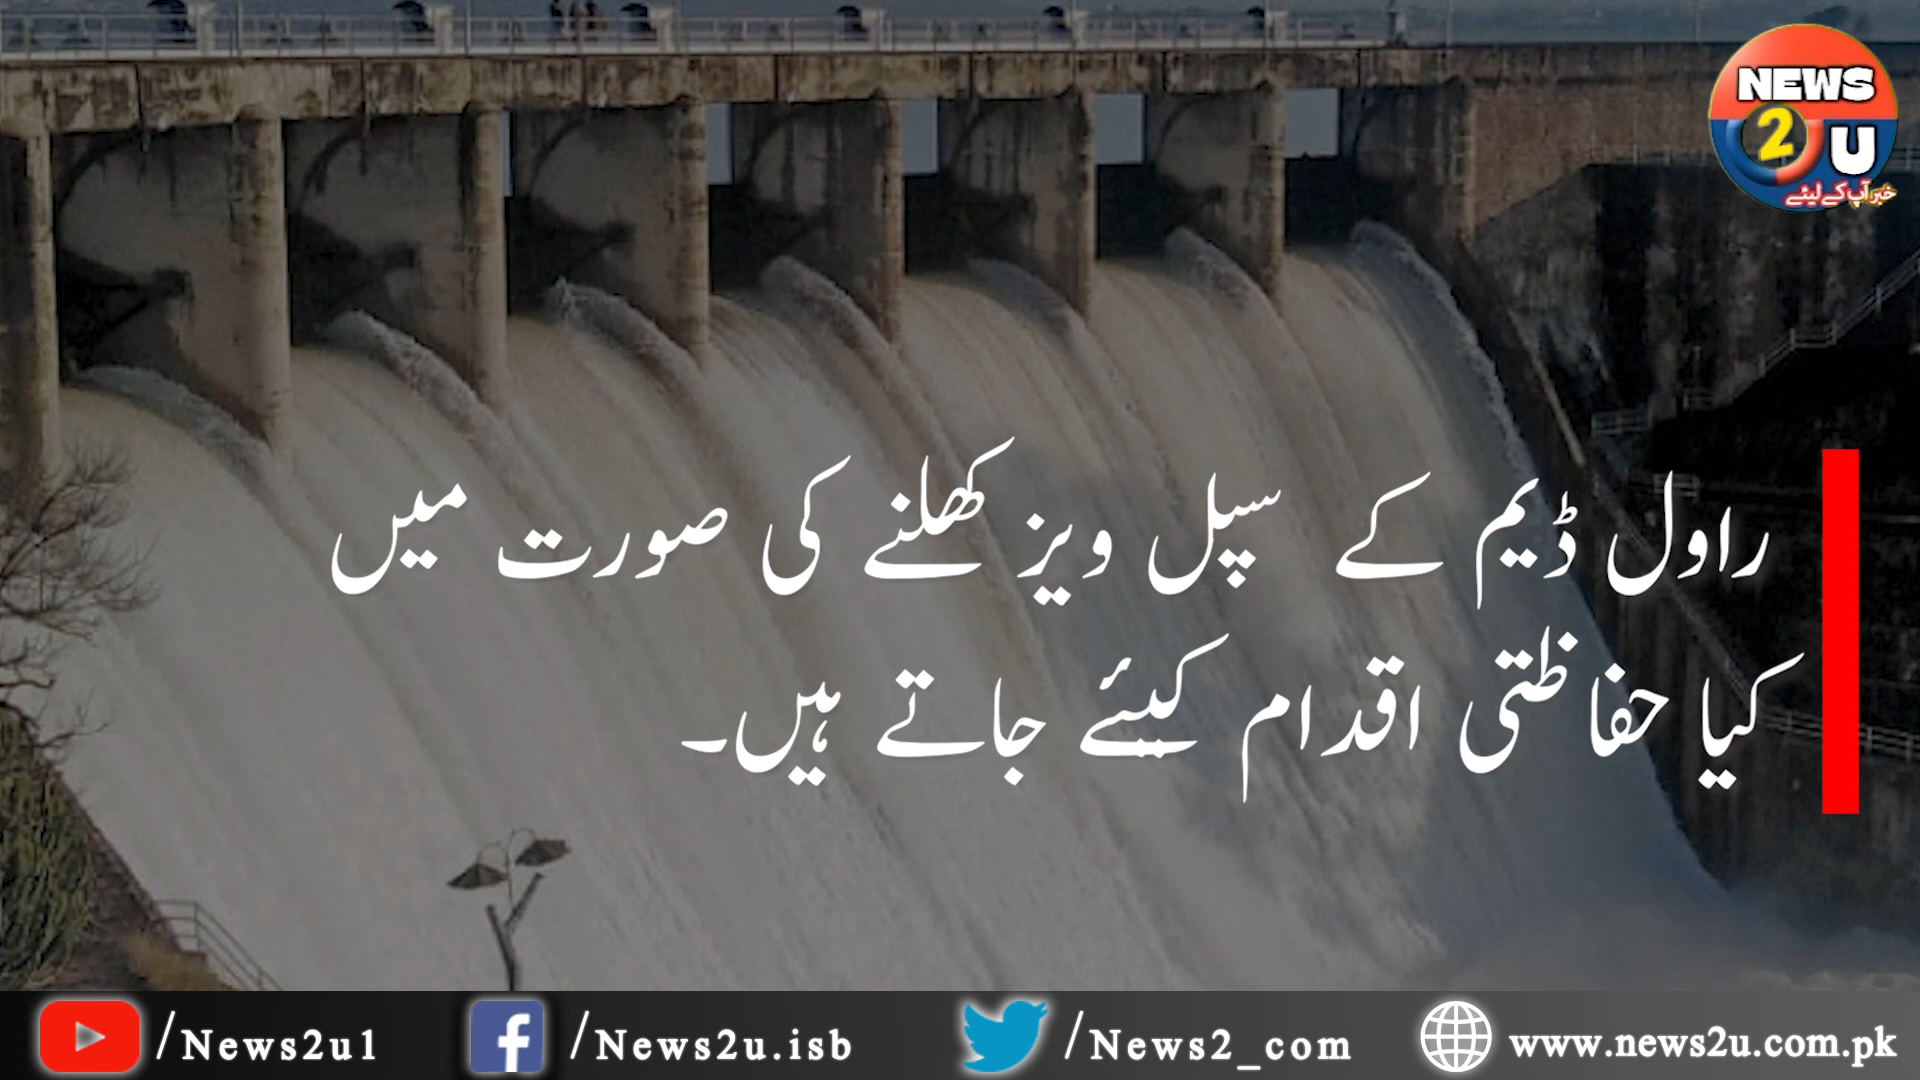 NEWS
2
U
خبر آپ کے لیئے
راول ڈیم کے سپل ویز کھلنے کی صورت میں
کیا حفاظتی اقدام کیئے جاتے ہیں۔
/News2u1
/News2u.isb
/News2_com
www.news2u.com.pk